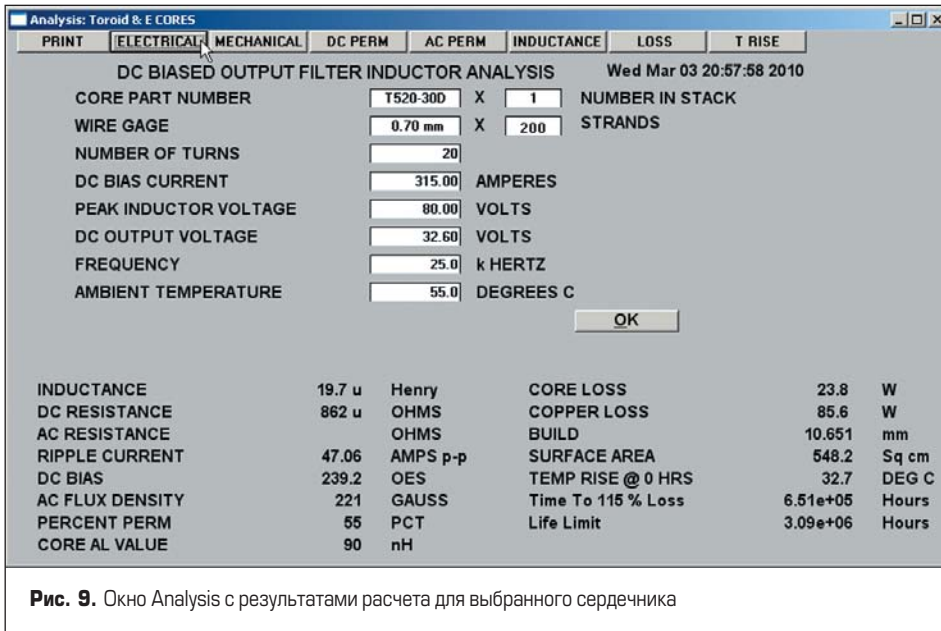 Analysis: Toroid & E CORES
PRINT ELECTRICAL MECHANICAL DC PERM AC PERM INDUCTANCE LOSS T RISE
DC BIASED OUTPUT FILTER INDUCTOR ANALYSIS Wed Mar 03 20:57:58 2010
CORE PART NUMBER T520-30D X 1 NUMBER IN STACK
WIRE GAGE 0.70 mm X 200 STRANDS
NUMBER OF TURNS 20
DC BIAS CURRENT 315.00 AMPERES
PEAK INDUCTOR VOLTAGE 80.00 VOLTS
DC OUTPUT VOLTAGE 32.60 VOLTS
FREQUENCY 25.0 k HERTZ
AMBIENT TEMPERATURE 55.0 DEGREES C
OK
INDUCTANCE 19.7 u Henry CORE LOSS 23.8 W
DC RESISTANCE 862 u OHMS COPPER LOSS 85.6 W
AC RESISTANCE OHMS BUILD 10.651 mm
RIPPLE CURRENT 47.06 AMPS p-p SURFACE AREA 548.2 Sq cm
DC BIAS 239.2 OES TEMP RISE @ 0 HRS 32.7 DEG C
AC FLUX DENSITY 221 GAUSS Time To 115 % Loss 6.51e+05 Hours
PERCENT PERM 55 PCT Life Limit 3.09e+06 Hours
CORE AL VALUE 90 nH
Рис. 9. Окно Analysis с результатами расчета для выбранного сердечника